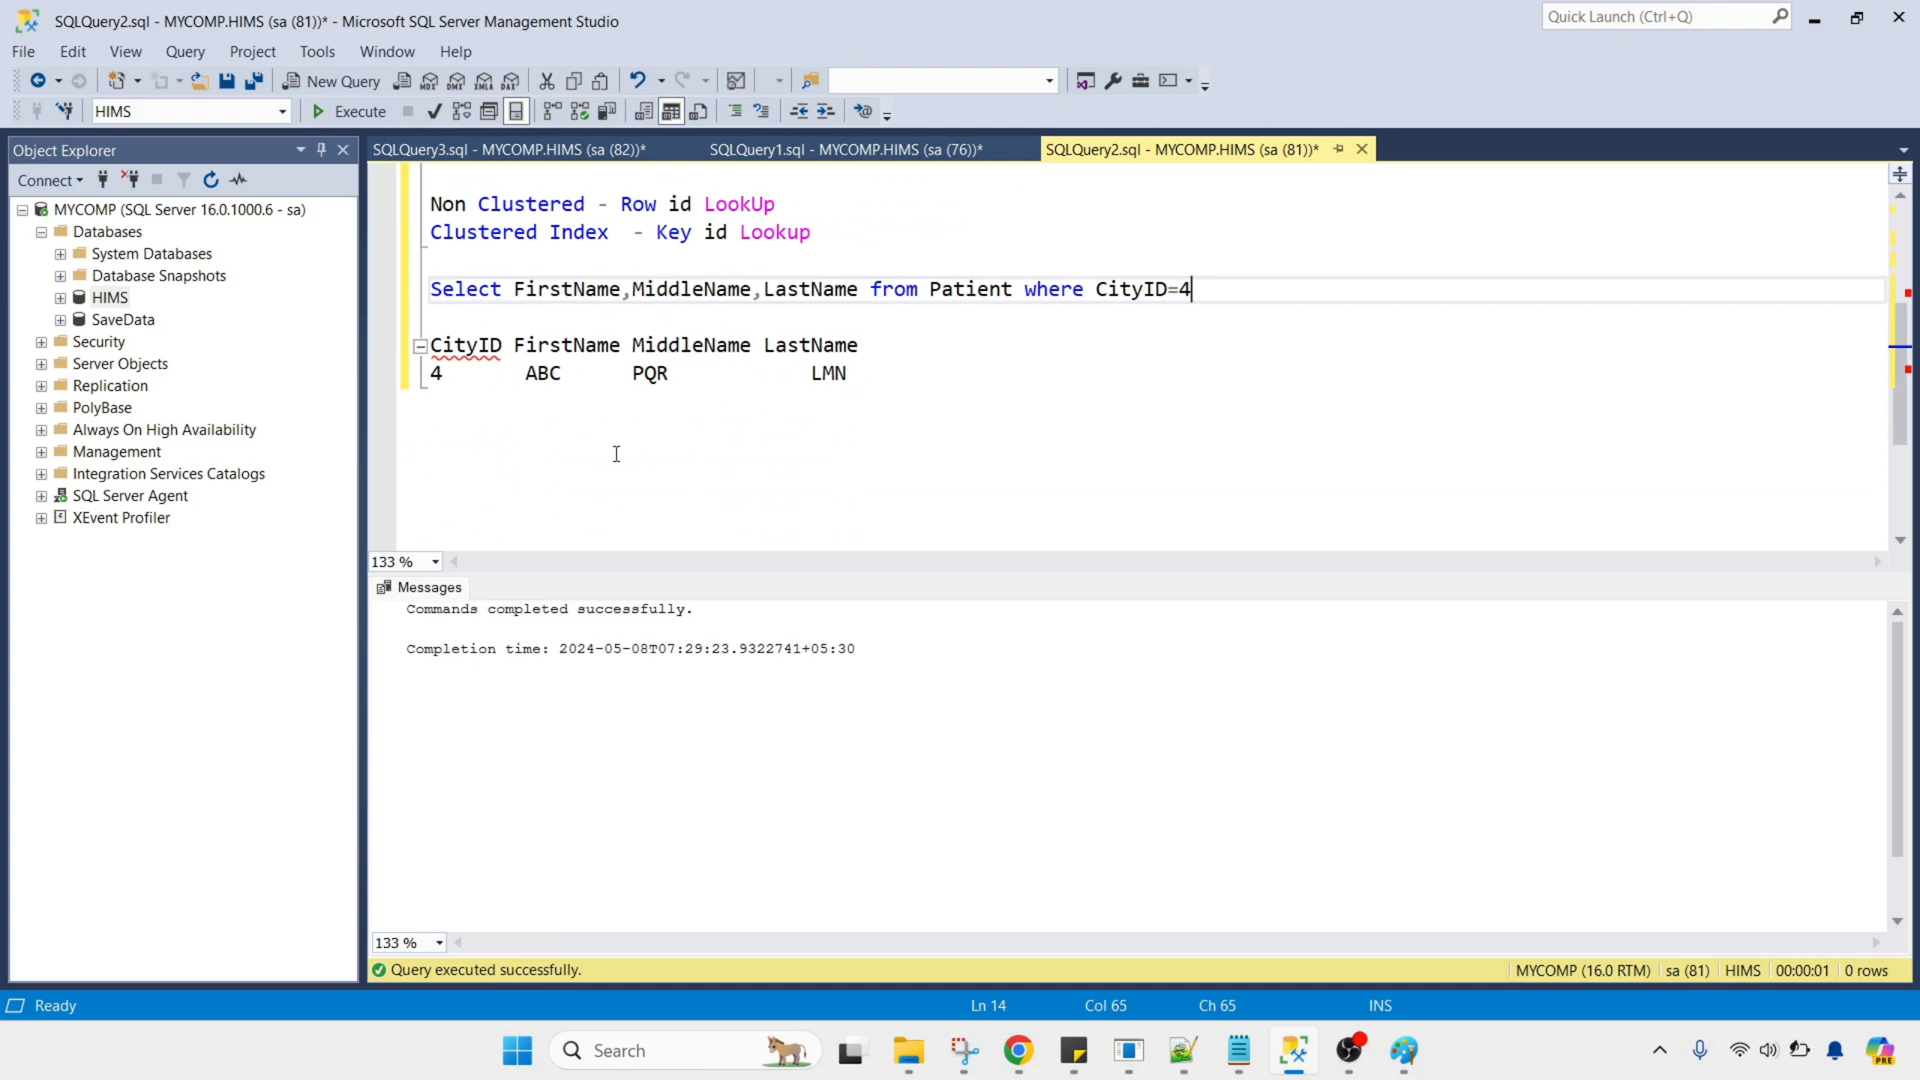 SQLQuery2.sql - MYCOMP.HIMS (sa (81))* - Microsoft SQL Server Management Studio
Quick Launch (Ctrl+Q)
File Edit View Query Project Tools Window Help
New Query MDX DMX XMLA DAX
HIMS Execute
Object Explorer
SQLQuery3.sql - MYCOMP.HIMS (sa (82))*
SQLQuery1.sql - MYCOMP.HIMS (sa (76))*
SQLQuery2.sql - MYCOMP.HIMS (sa (81))*
Connect
MYCOMP (SQL Server 16.0.1000.6 - sa)
Databases
System Databases
Database Snapshots
HIMS
SaveData
Security
Server Objects
Replication
PolyBase
Always On High Availability
Management
Integration Services Catalogs
SQL Server Agent
XEvent Profiler
Non Clustered - Row id LookUp
Clustered Index - Key id Lookup
Select FirstName,MiddleName,LastName from Patient where CityID=4
CityID FirstName MiddleName LastName
4 ABC PQR LMN
133 %
Messages
Commands completed successfully.
Completion time: 2024-05-08T07:29:23.9322741+05:30
133 %
Query executed successfully.
MYCOMP (16.0 RTM) sa (81) HIMS 00:00:01 0 rows
Ready Ln 14 Col 65 Ch 65 INS
Search
PRE